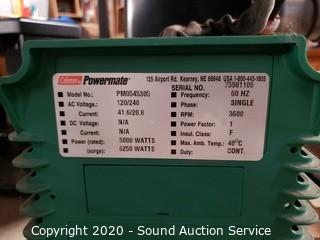 Coleman Powermate 125 Airport Rd. Kearney, NE 68848 USA 1-800-445-1805
SERIAL NO. 75981109
Model No.: PM0545305 Frequency: 60 HZ
AC Voltage: 120/240 Phase: SINGLE
Current: 41.6/20.8 RPM: 3600
DC Voltage: N/A Power Factor: 1
Current: N/A Insul. Class: F
Power (rated): 5000 WATTS Max. Amb. Temp: 40°C
(surge): 6250 WATTS Duty: CONT.
Copyright 2020 - Sound Auction Service